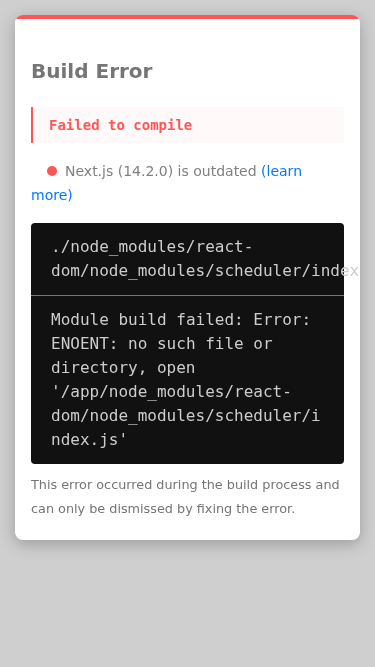 Build Error
Failed to compile
Next.js (14.2.0) is outdated (learn
more)
./node_modules/react-
dom/node_modules/scheduler/index
Module build failed: Error:
ENOENT: no such file or
directory, open
'/app/node_modules/react-
dom/node_modules/scheduler/i
ndex.js'
This error occurred during the build process and
can only be dismissed by fixing the error.